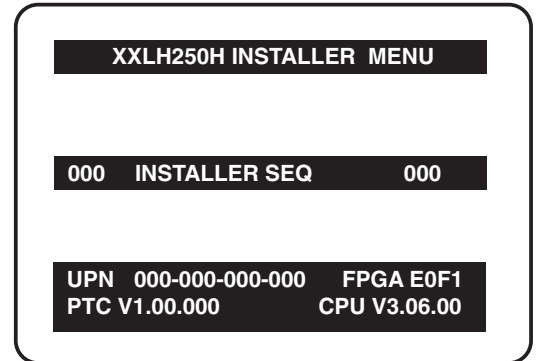 XXLH250H INSTALLER MENU
000 INSTALLER SEQ 000
UPN 000-000-000-000 FPGA E0F1
PTC V1.00.000 CPU V3.06.00